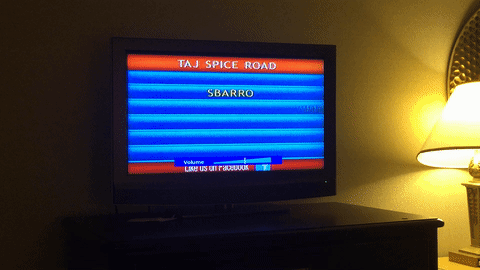 TAJ SPICE ROAD
SBARRO
Volume
Like us on Facebook